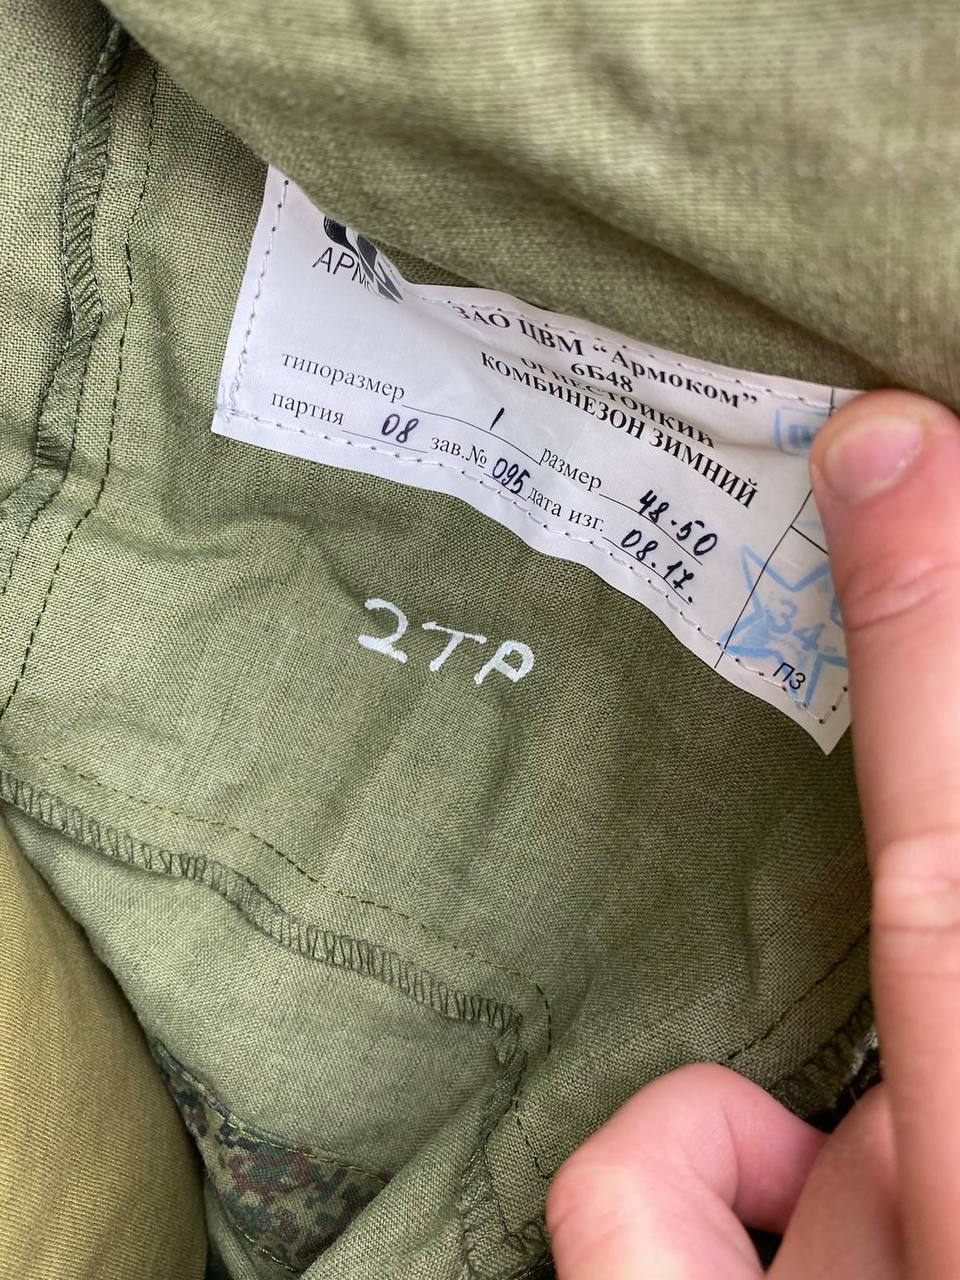 АРМ
ЗАО ЦВМ “Армоком”
6Б48
ОГНЕСТОЙКИЙ
КОМБИНЕЗОН ЗИМНИЙ
типоразмер 1 размер 48-50
партия 08 зав.№ 095 дата изг. 08.17.
34
ПЗ
2ТР